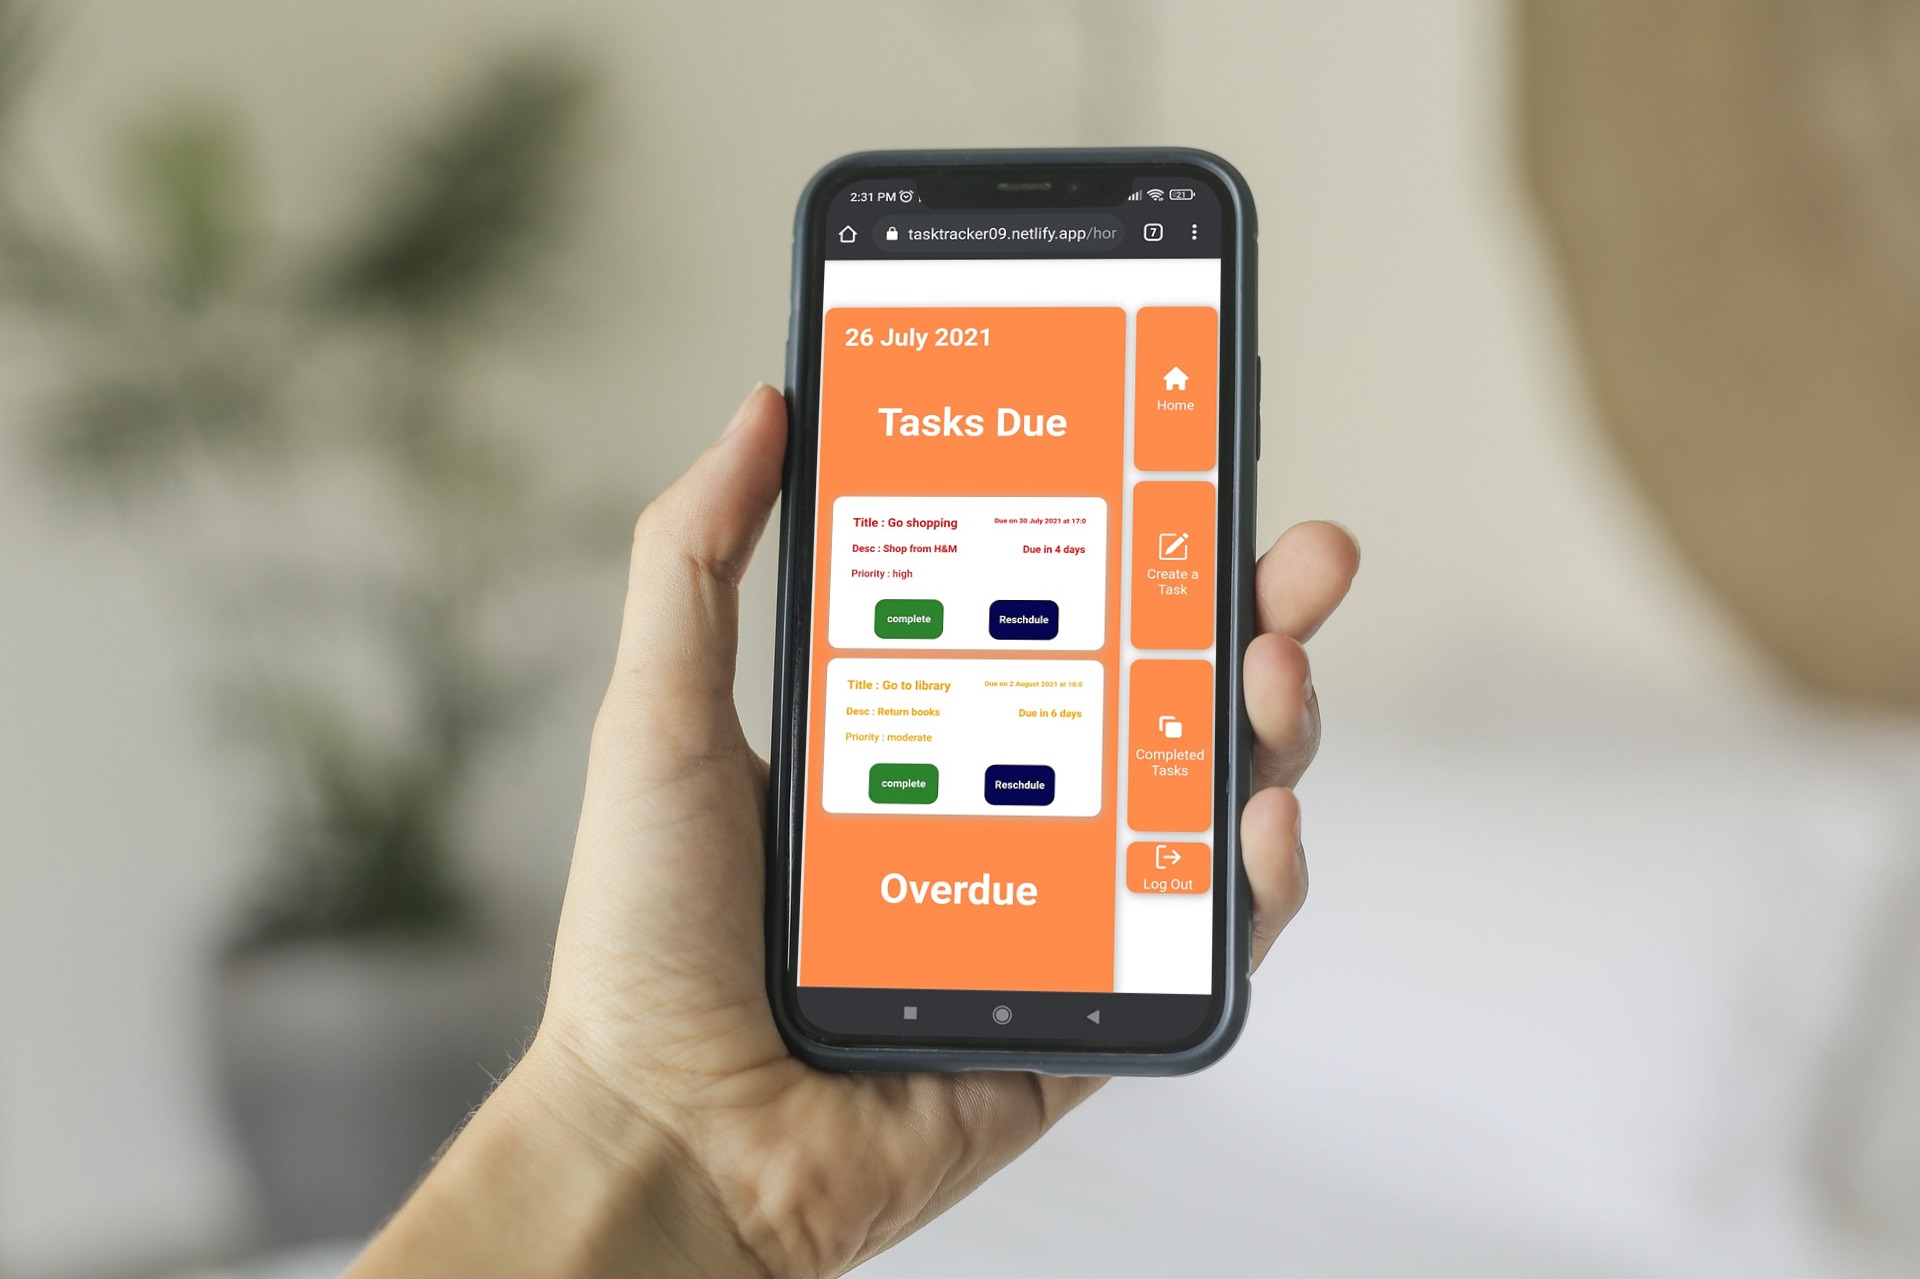 2:31 PM
21
tasktracker09.netlify.app/hor
7
26 July 2021
Tasks Due
Title : Go shopping
Due on 30 July 2021 at 17:0
Desc : Shop from H&M
Due in 4 days
Priority : high
complete
Reschdule
Title : Go to library
Due on 2 August 2021 at 10:0
Desc : Return books
Due in 6 days
Priority : moderate
complete
Reschdule
Overdue
Home
Create a
Task
Completed
Tasks
Log Out